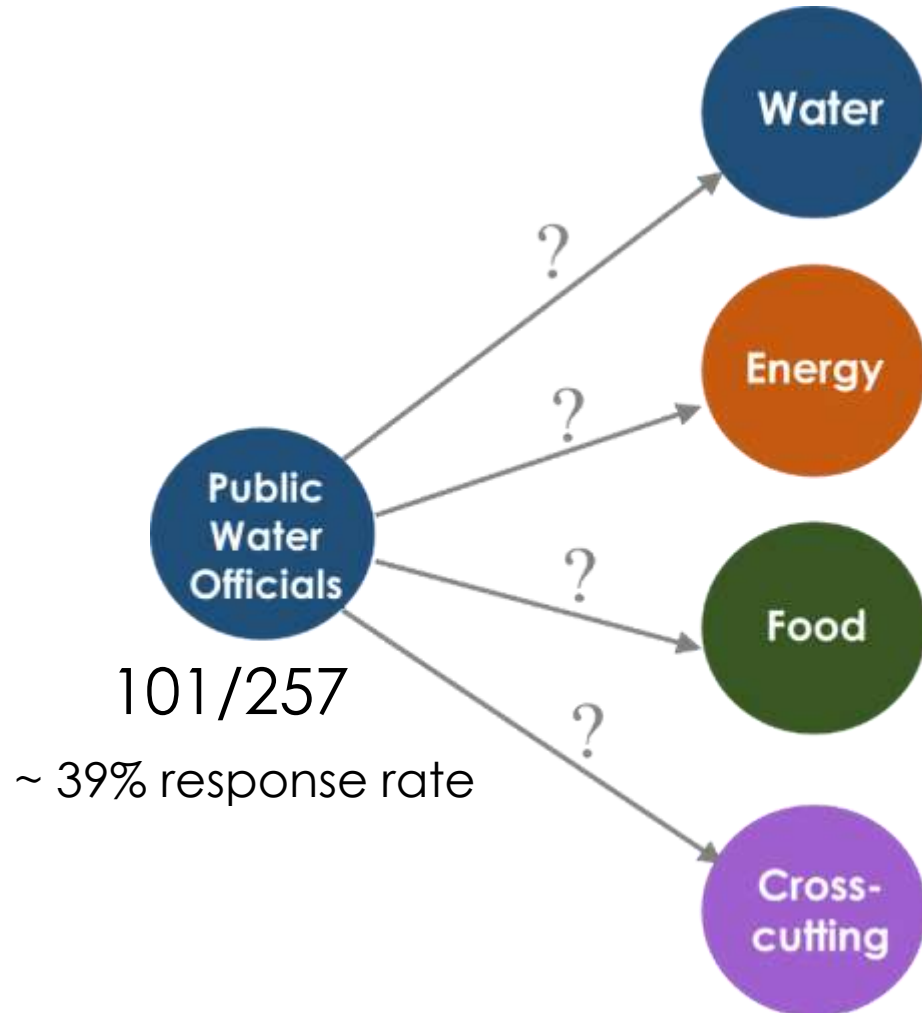 Water
?
Energy
?
Public
Water
Officials
?
Food
101/257
?
~ 39% response rate
Cross-
cutting